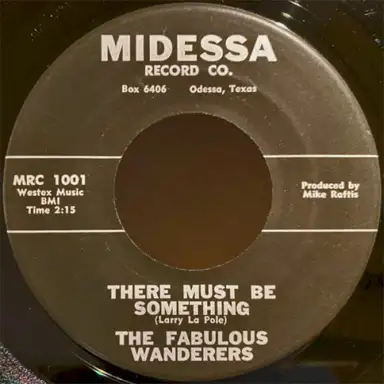 MIDESSA
RECORD CO.
Box 6406 Odessa, Texas
MRC 1001
Westex Music
BMI
Time 2:15
Produced by
Mike Raftis
THERE MUST BE
SOMETHING
(Larry La Pole)
THE FABULOUS
WANDERERS